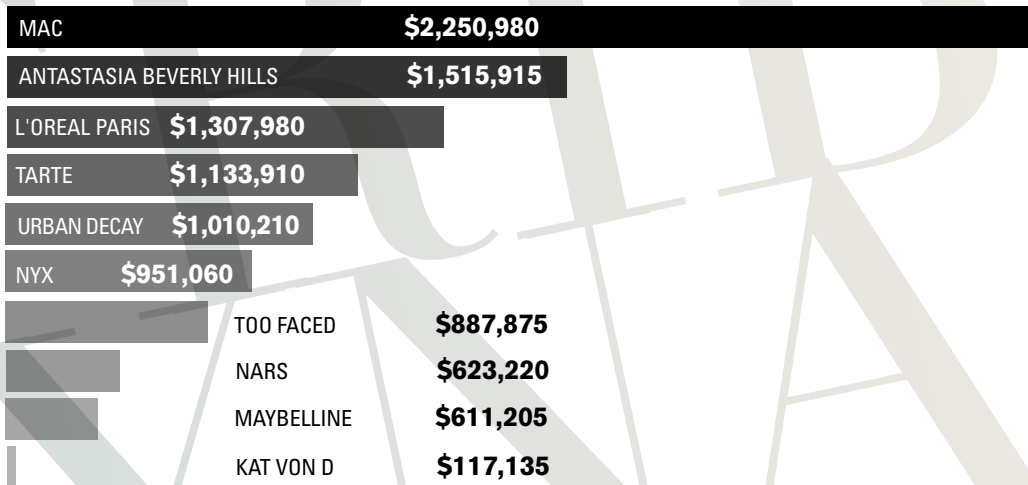 MAC $2,250,980
ANTASTASIA BEVERLY HILLS $1,515,915
L'OREAL PARIS $1,307,980
TARTE $1,133,910
URBAN DECAY $1,010,210
NYX $951,060
TOO FACED $887,875
NARS $623,220
MAYBELLINE $611,205
KAT VON D $117,135